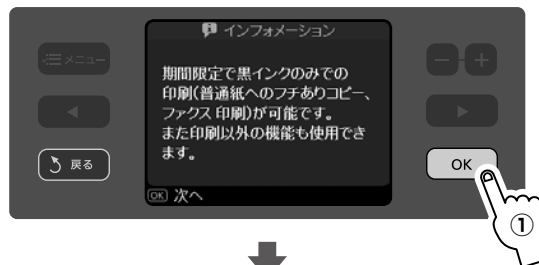 インフォメーション
メニュー
期間限定で黒インクのみでの
印刷(普通紙へのフチありコピー、
ファクス 印刷)が可能です。
また印刷以外の機能も使用でき
ます。
戻る
OK
OK 次へ
①